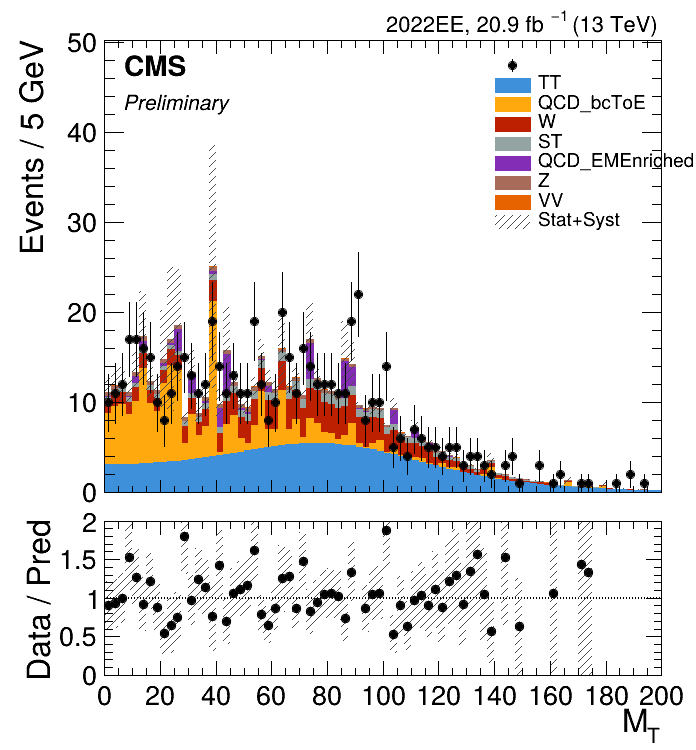 2022EE, 20.9 fb⁻¹ (13 TeV)
Events / 5 GeV
50
40
30
20
10
0
CMS
Preliminary
TT
QCD_bcToE
W
ST
QCD_EMEnriched
Z
VV
Stat+Syst
Data / Pred
2
1.5
1
0.5
0
0 20 40 60 80 100 120 140 160 180 200
M_T